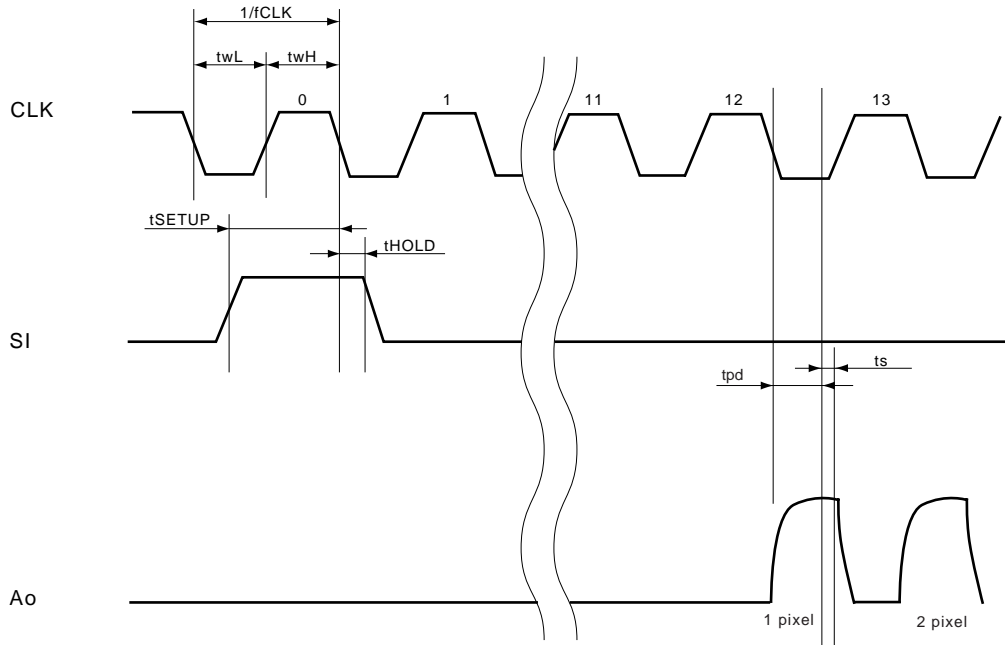 1/fCLK
twL twH
CLK
0 1 11 12 13
tSETUP
tHOLD
SI
ts
tpd
Ao
1 pixel 2 pixel